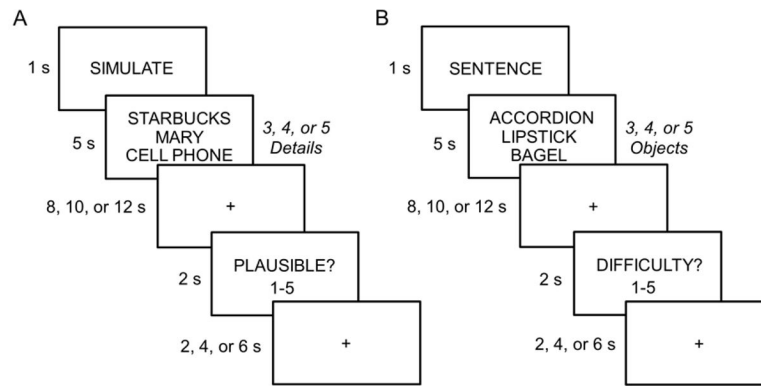 A
1 s
SIMULATE
5 s
STARBUCKS
MARY
CELL PHONE
3, 4, or 5
Details
8, 10, or 12 s
+
2 s
PLAUSIBLE?
1-5
2, 4, or 6 s
+
B
1 s
SENTENCE
5 s
ACCORDION
LIPSTICK
BAGEL
3, 4, or 5
Objects
8, 10, or 12 s
+
2 s
DIFFICULTY?
1-5
2, 4, or 6 s
+